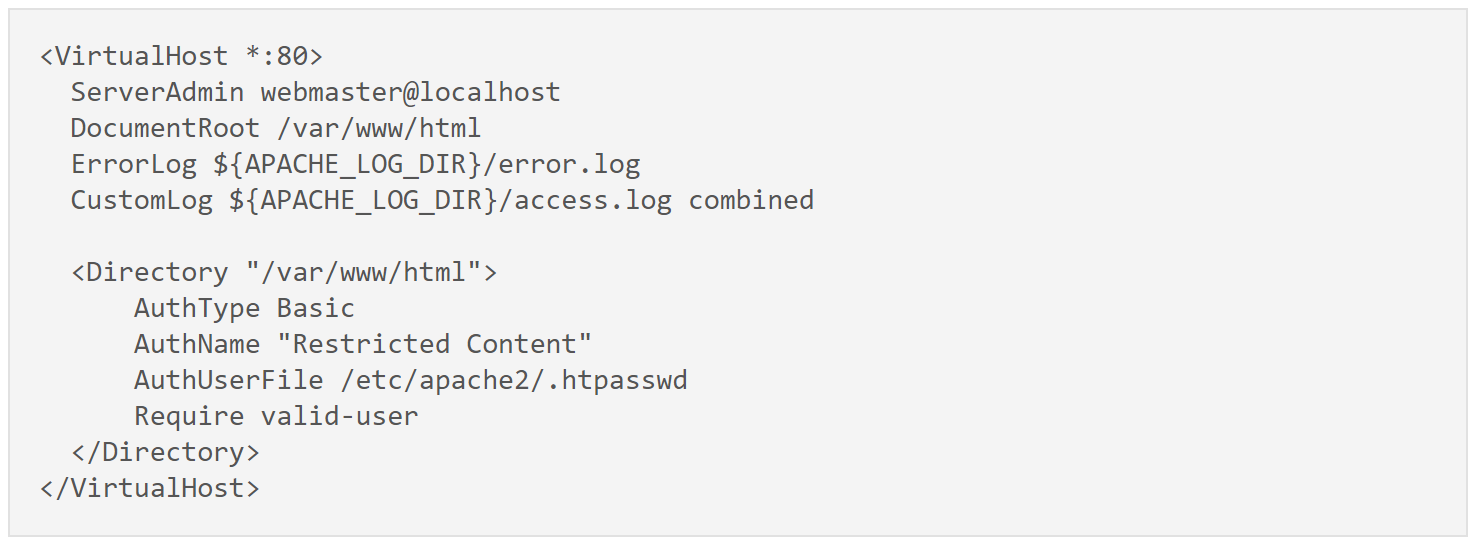 <VirtualHost *:80>
  ServerAdmin webmaster@localhost
  DocumentRoot /var/www/html
  ErrorLog ${APACHE_LOG_DIR}/error.log
  CustomLog ${APACHE_LOG_DIR}/access.log combined

  <Directory "/var/www/html">
      AuthType Basic
      AuthName "Restricted Content"
      AuthUserFile /etc/apache2/.htpasswd
      Require valid-user
  </Directory>
</VirtualHost>